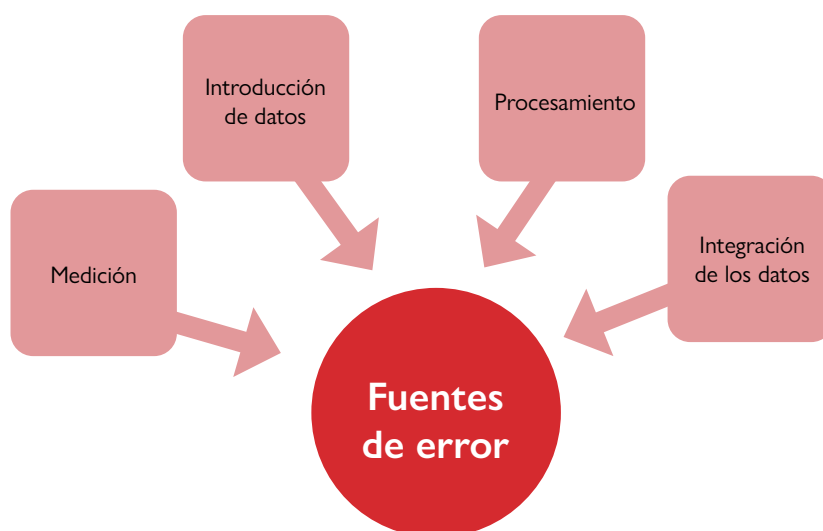 Introducción
de datos
Procesamiento
Medición
Integración
de los datos
Fuentes
de error